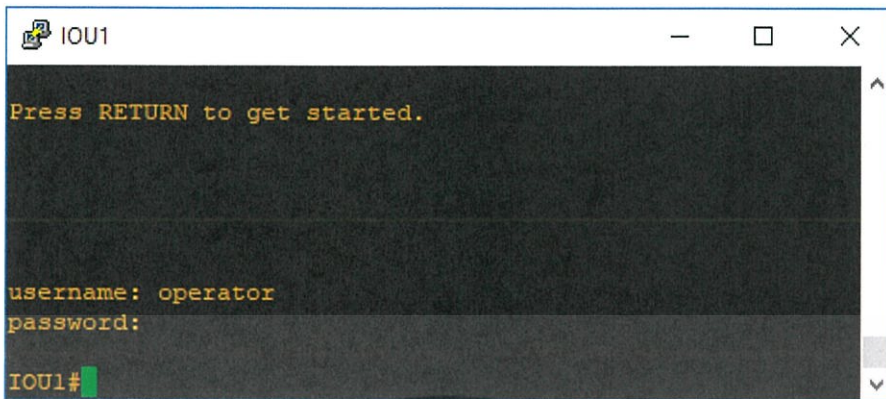 IOU1
Press RETURN to get started.
username: operator
password:
IOU1#